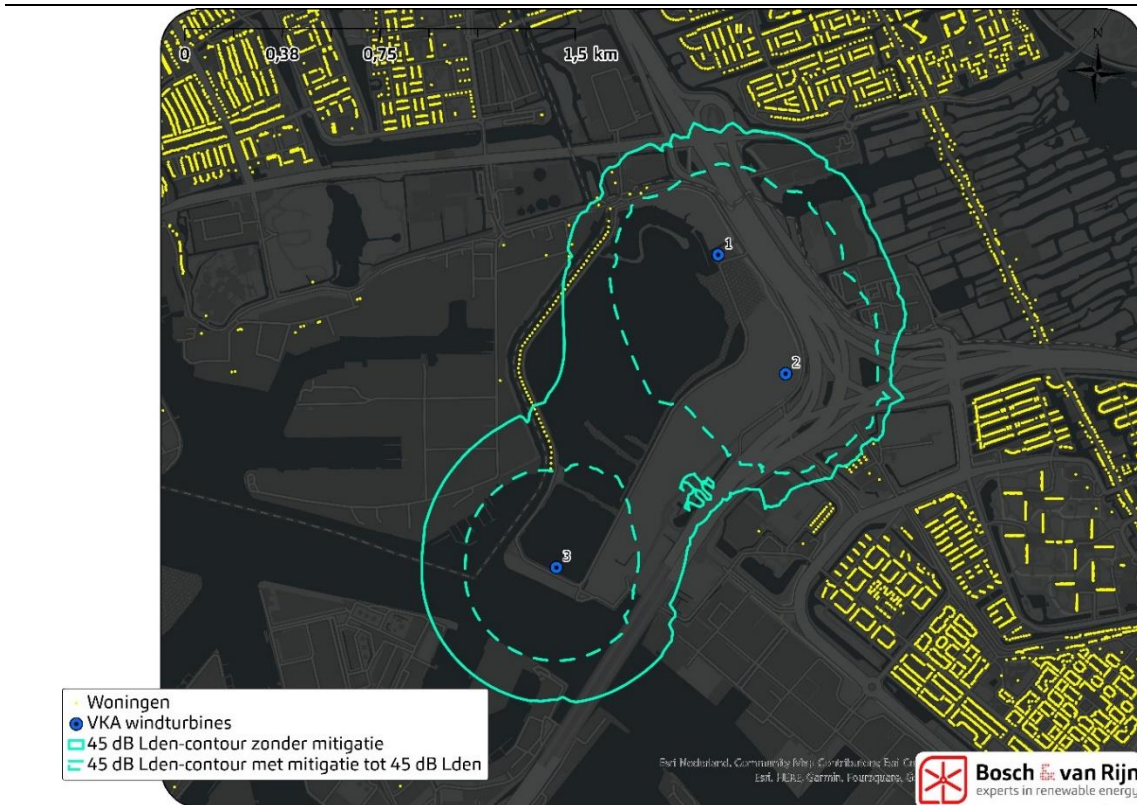 0 0,38 0,75 1,5 km
N
1
2
3
Woningen
VKA windturbines
45 dB Lden-contour zonder mitigatie
45 dB Lden-contour met mitigatie tot 45 dB Lden
Esri Nederland, Community Map Contributors, Esri
Esri, HERE, Garmin, Foursquare,
Bosch & van Rijn
experts in renewable energy